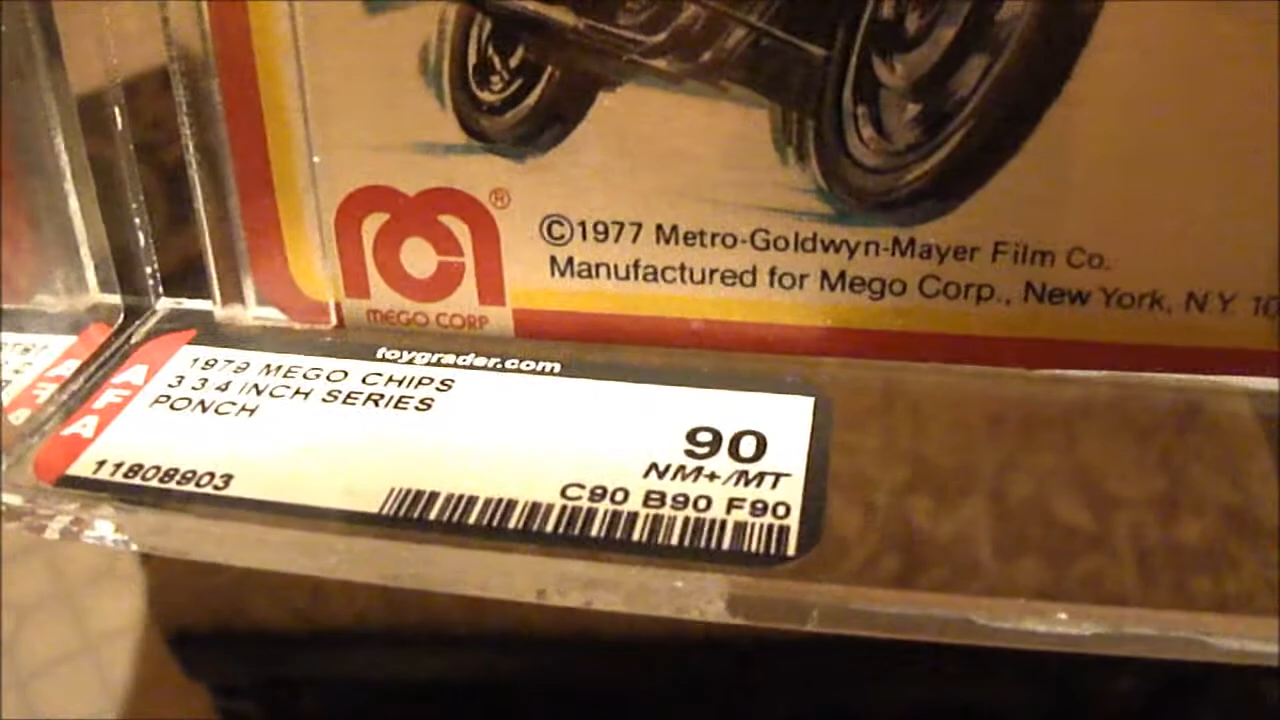 ®
MEGO CORP
©1977 Metro-Goldwyn-Mayer Film Co.
Manufactured for Mego Corp., New York, N.Y. 10
toygrader.com
AFA
1979 MEGO CHIPS
3 3 4 INCH SERIES
PONCH
90
NM+/MT
11808903
C90 B90 F90
AFA